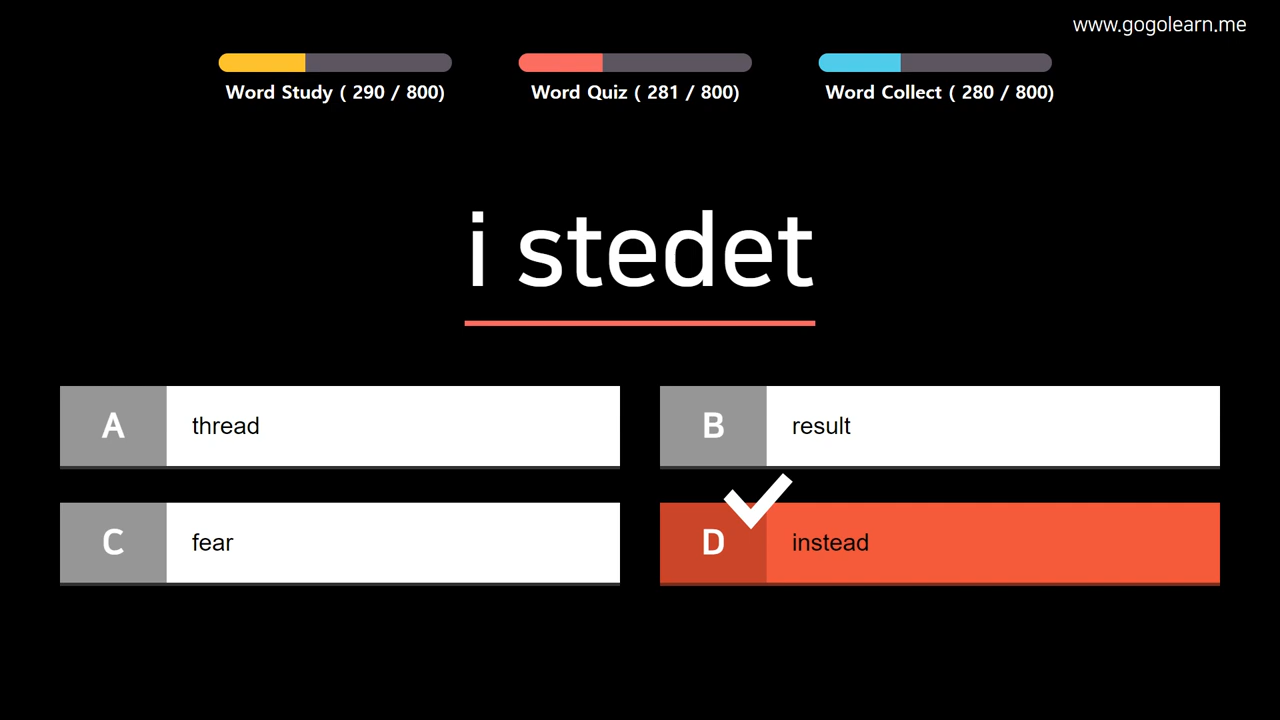 www.gogolearn.me
Word Study ( 290 / 800)
Word Quiz ( 281 / 800)
Word Collect ( 280 / 800)
i stedet
A
thread
B
result
C
fear
D
instead